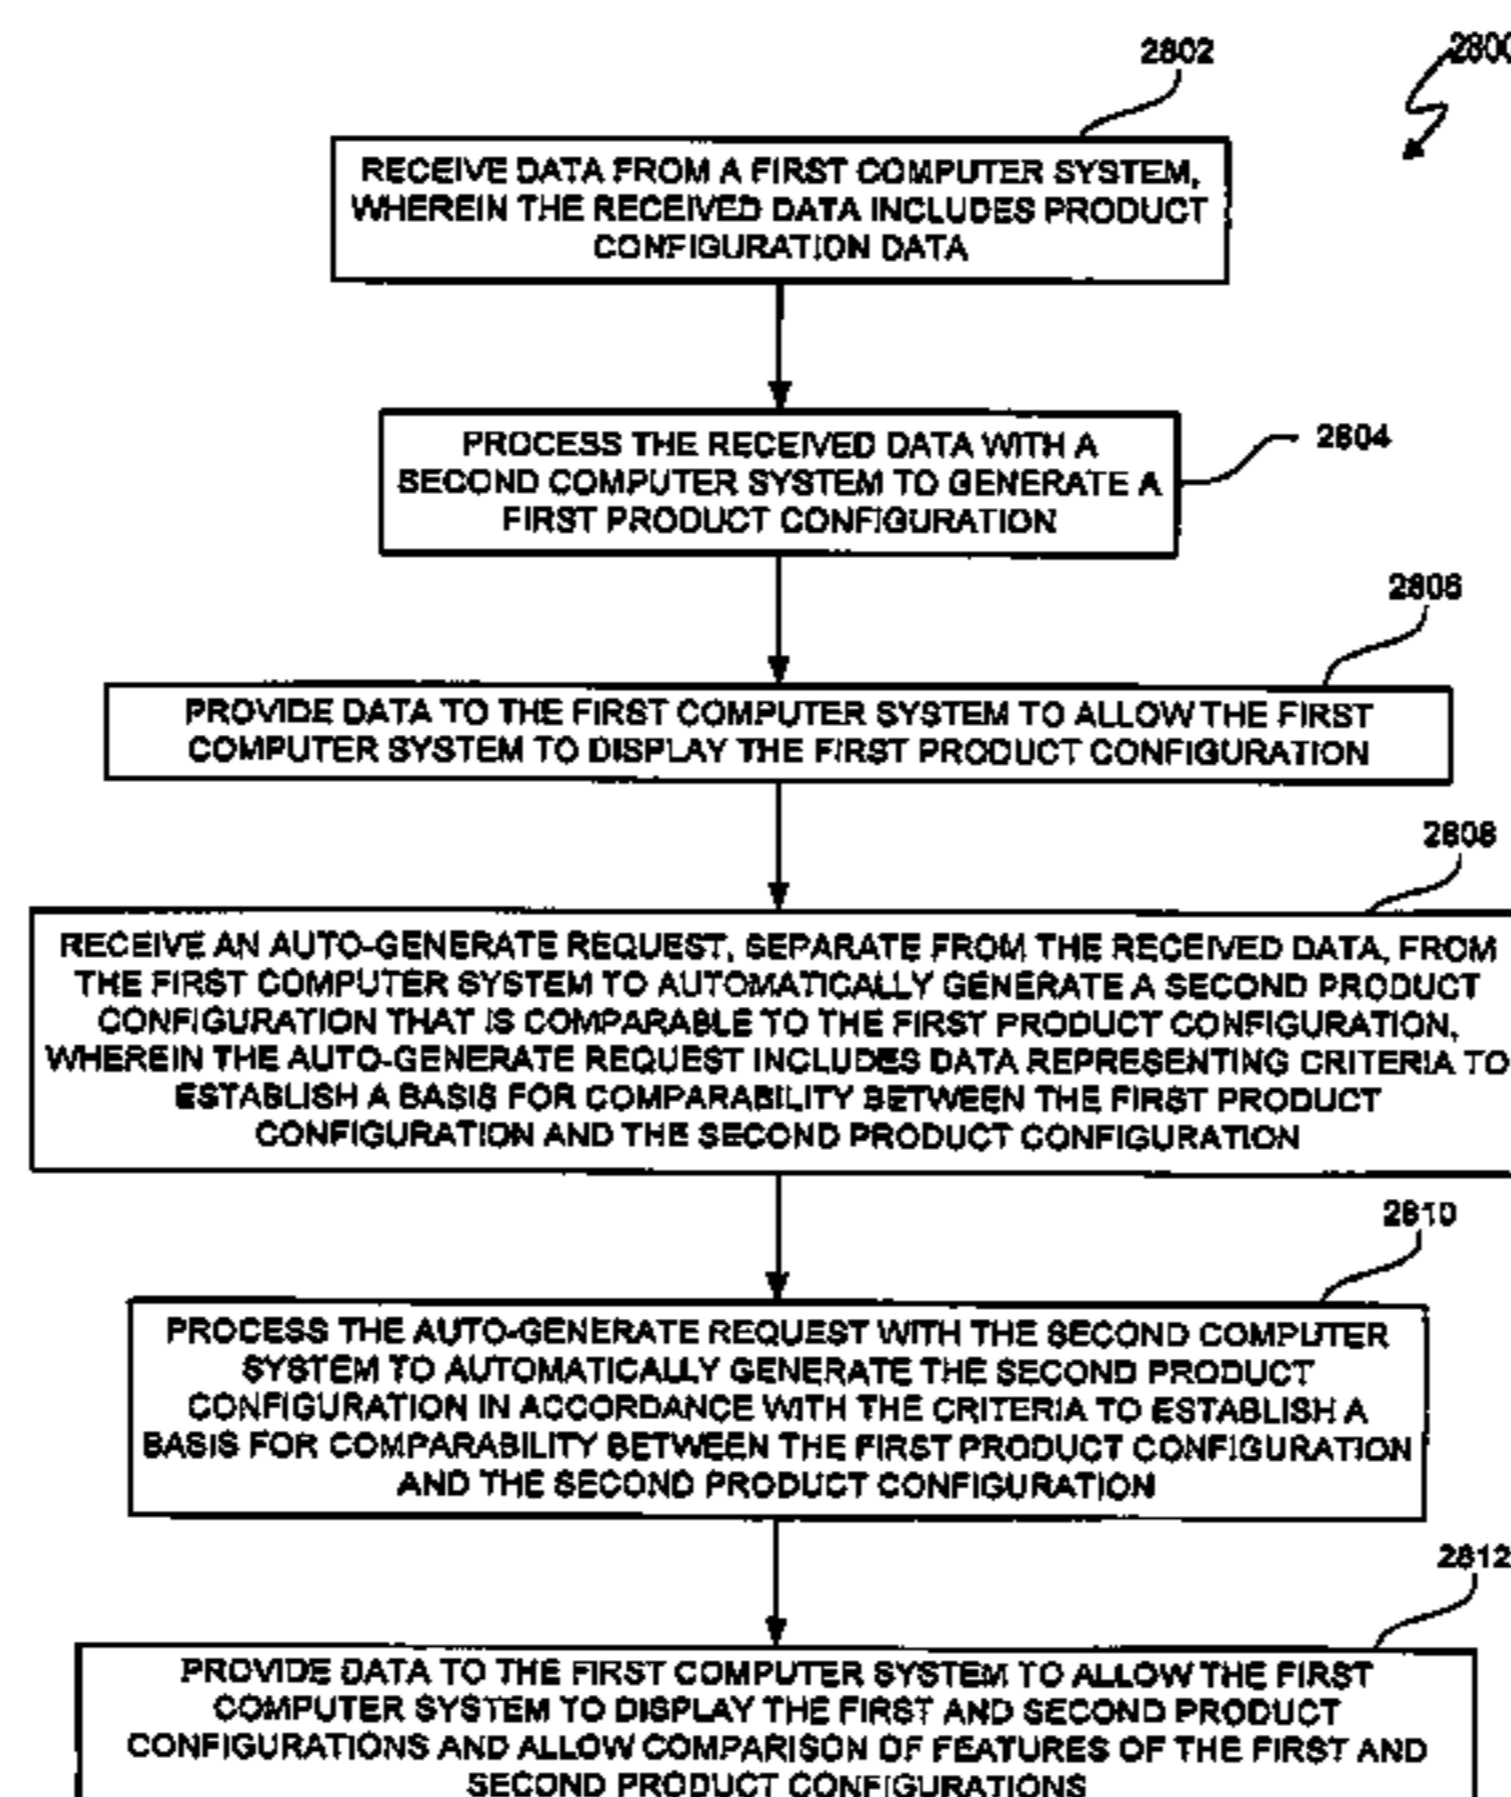 2802
2800
RECEIVE DATA FROM A FIRST COMPUTER SYSTEM,
WHEREIN THE RECEIVED DATA INCLUDES PRODUCT
CONFIGURATION DATA
PROCESS THE RECEIVED DATA WITH A
SECOND COMPUTER SYSTEM TO GENERATE A
FIRST PRODUCT CONFIGURATION
2804
2806
PROVIDE DATA TO THE FIRST COMPUTER SYSTEM TO ALLOW THE FIRST
COMPUTER SYSTEM TO DISPLAY THE FIRST PRODUCT CONFIGURATION
2808
RECEIVE AN AUTO-GENERATE REQUEST, SEPARATE FROM THE RECEIVED DATA, FROM
THE FIRST COMPUTER SYSTEM TO AUTOMATICALLY GENERATE A SECOND PRODUCT
CONFIGURATION THAT IS COMPARABLE TO THE FIRST PRODUCT CONFIGURATION,
WHEREIN THE AUTO-GENERATE REQUEST INCLUDES DATA REPRESENTING CRITERIA TO
ESTABLISH A BASIS FOR COMPARABILITY BETWEEN THE FIRST PRODUCT
CONFIGURATION AND THE SECOND PRODUCT CONFIGURATION
2810
PROCESS THE AUTO-GENERATE REQUEST WITH THE SECOND COMPUTER
SYSTEM TO AUTOMATICALLY GENERATE THE SECOND PRODUCT
CONFIGURATION IN ACCORDANCE WITH THE CRITERIA TO ESTABLISH A
BASIS FOR COMPARABILITY BETWEEN THE FIRST PRODUCT CONFIGURATION
AND THE SECOND PRODUCT CONFIGURATION
2812
PROVIDE DATA TO THE FIRST COMPUTER SYSTEM TO ALLOW THE FIRST
COMPUTER SYSTEM TO DISPLAY THE FIRST AND SECOND PRODUCT
CONFIGURATIONS AND ALLOW COMPARISON OF FEATURES OF THE FIRST AND
SECOND PRODUCT CONFIGURATIONS